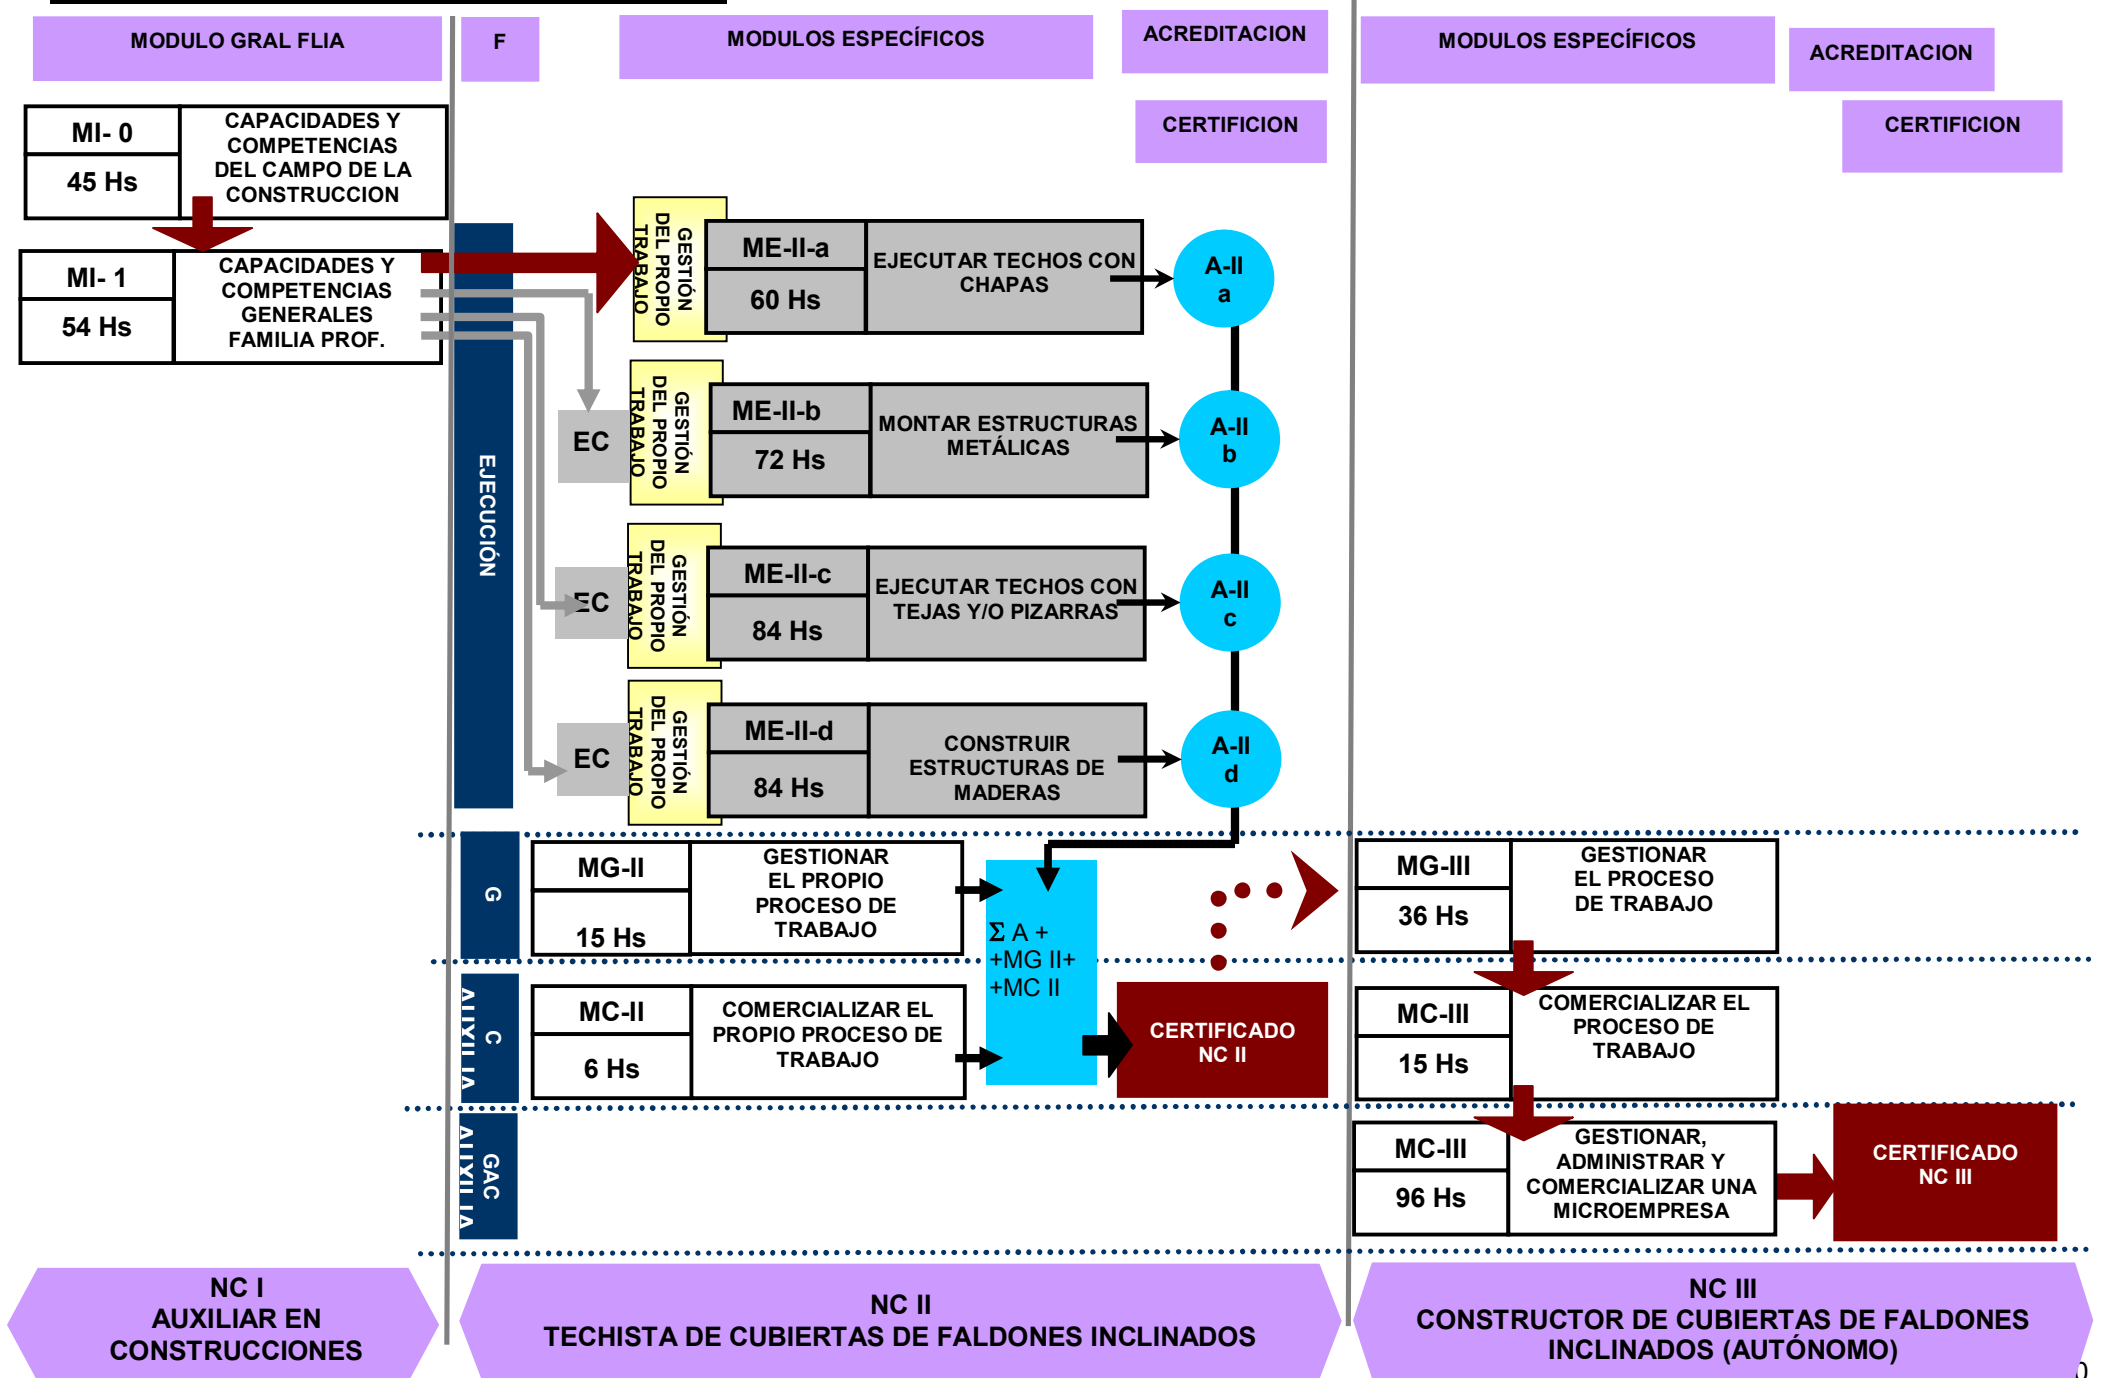 MODULO GRAL FLIA
F
MODULOS ESPECÍFICOS
ACREDITACION
MODULOS ESPECÍFICOS
ACREDITACION
CERTIFICION
CERTIFICION
MI- 0
45 Hs
CAPACIDADES Y
COMPETENCIAS
DEL CAMPO DE LA
CONSTRUCCION
MI- 1
54 Hs
CAPACIDADES Y
COMPETENCIAS
GENERALES
FAMILIA PROF.
EJECUCIÓN
GESTIÓN
DEL PROPIO
TRABAJO
ME-II-a
60 Hs
EJECUTAR TECHOS CON
CHAPAS
A-II
a
EC
GESTIÓN
DEL PROPIO
TRABAJO
ME-II-b
72 Hs
MONTAR ESTRUCTURAS
METÁLICAS
A-II
b
EC
GESTIÓN
DEL PROPIO
TRABAJO
ME-II-c
84 Hs
EJECUTAR TECHOS CON
TEJAS Y/O PIZARRAS
A-II
c
EC
GESTIÓN
DEL PROPIO
TRABAJO
ME-II-d
84 Hs
CONSTRUIR
ESTRUCTURAS DE
MADERAS
A-II
d
G
MG-II
15 Hs
GESTIONAR
EL PROPIO
PROCESO DE
TRABAJO
Σ A +
+MG II+
+MC II
MG-III
36 Hs
GESTIONAR
EL PROCESO
DE TRABAJO
C
MC-II
6 Hs
COMERCIALIZAR EL
PROPIO PROCESO DE
TRABAJO
CERTIFICADO
NC II
MC-III
15 Hs
COMERCIALIZAR EL
PROCESO DE
TRABAJO
GAC
MC-III
96 Hs
GESTIONAR,
ADMINISTRAR Y
COMERCIALIZAR UNA
MICROEMPRESA
CERTIFICADO
NC III
NC I
AUXILIAR EN
CONSTRUCCIONES
NC II
TECHISTA DE CUBIERTAS DE FALDONES INCLINADOS
NC III
CONSTRUCTOR DE CUBIERTAS DE FALDONES
INCLINADOS (AUTÓNOMO)